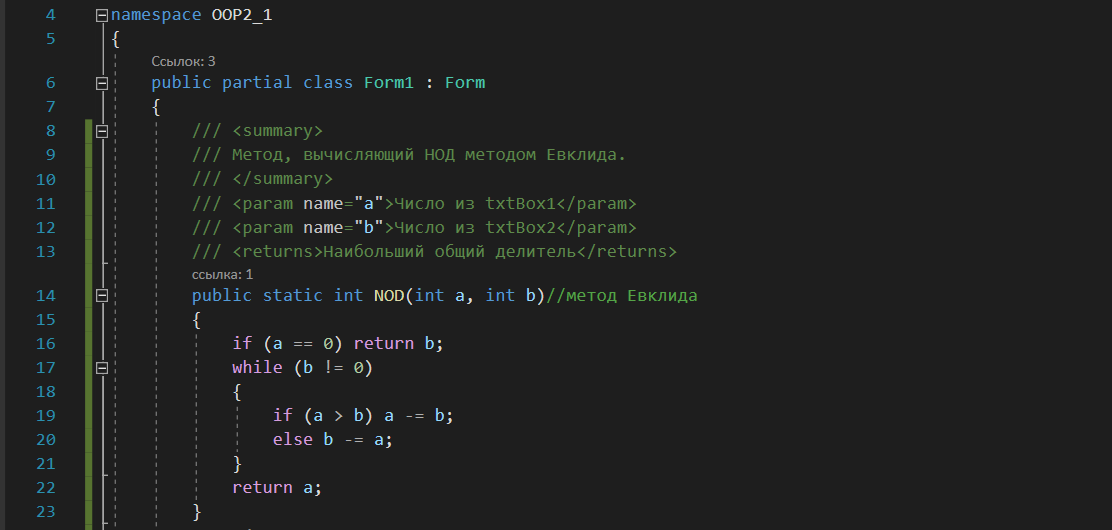 4 namespace OOP2_1
5 {
Ссылок: 3
6 public partial class Form1 : Form
7 {
8 /// <summary>
9 /// Метод, вычисляющий НОД методом Евклида.
10 /// </summary>
11 /// <param name="a">Число из txtBox1</param>
12 /// <param name="b">Число из txtBox2</param>
13 /// <returns>Наибольший общий делитель</returns>
ссылка: 1
14 public static int NOD(int a, int b)//метод Евклида
15 {
16 if (a == 0) return b;
17 while (b != 0)
18 {
19 if (a > b) a -= b;
20 else b -= a;
21 }
22 return a;
23 }